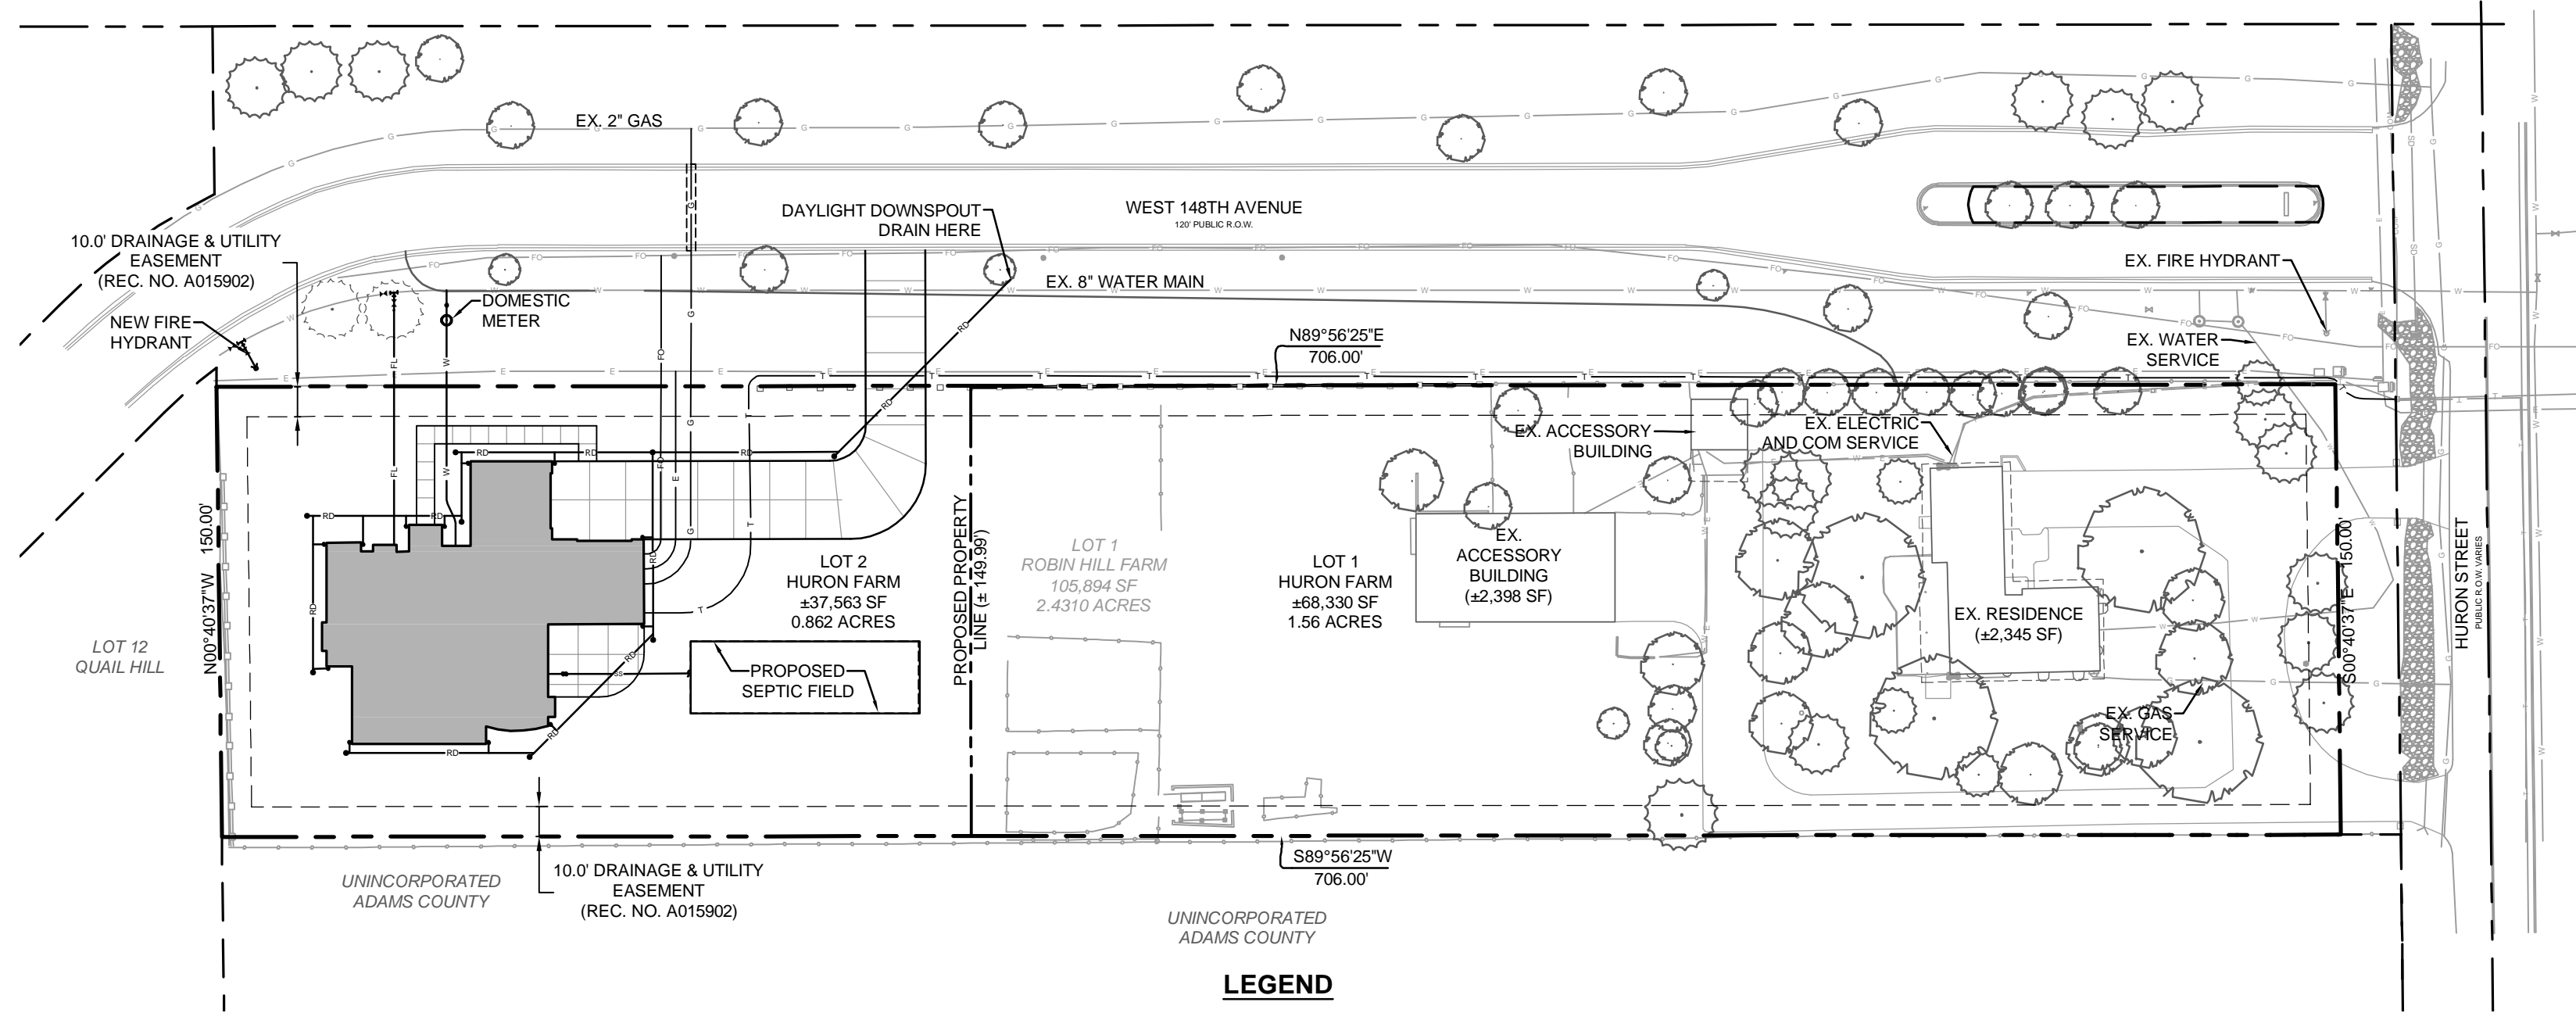 EX. 2" GAS
DAYLIGHT DOWNSPOUT
DRAIN HERE
WEST 148TH AVENUE
120' PUBLIC R.O.W.
10.0' DRAINAGE & UTILITY
EASEMENT
(REC. NO. A015902)
EX. FIRE HYDRANT
EX. 8" WATER MAIN
DOMESTIC
METER
NEW FIRE
HYDRANT
N89°56'25"E
706.00'
EX. WATER
SERVICE
EX. ACCESSORY
BUILDING
EX. ELECTRIC
AND COM SERVICE
N00°40'37"W 150.00'
PROPOSED PROPERTY
LINE (± 149.99')
LOT 2
HURON FARM
±37,563 SF
0.862 ACRES
LOT 1
ROBIN HILL FARM
105,894 SF
2.4310 ACRES
LOT 1
HURON FARM
±68,330 SF
1.56 ACRES
EX.
ACCESSORY
BUILDING
(±2,398 SF)
EX. RESIDENCE
(±2,345 SF)
S00°40'37"E 150.00'
HURON STREET
PUBLIC R.O.W. VARIES
LOT 12
QUAIL HILL
PROPOSED
SEPTIC FIELD
EX. GAS
SERVICE
10.0' DRAINAGE & UTILITY
EASEMENT
(REC. NO. A015902)
S89°56'25"W
706.00'
UNINCORPORATED
ADAMS COUNTY
UNINCORPORATED
ADAMS COUNTY
LEGEND